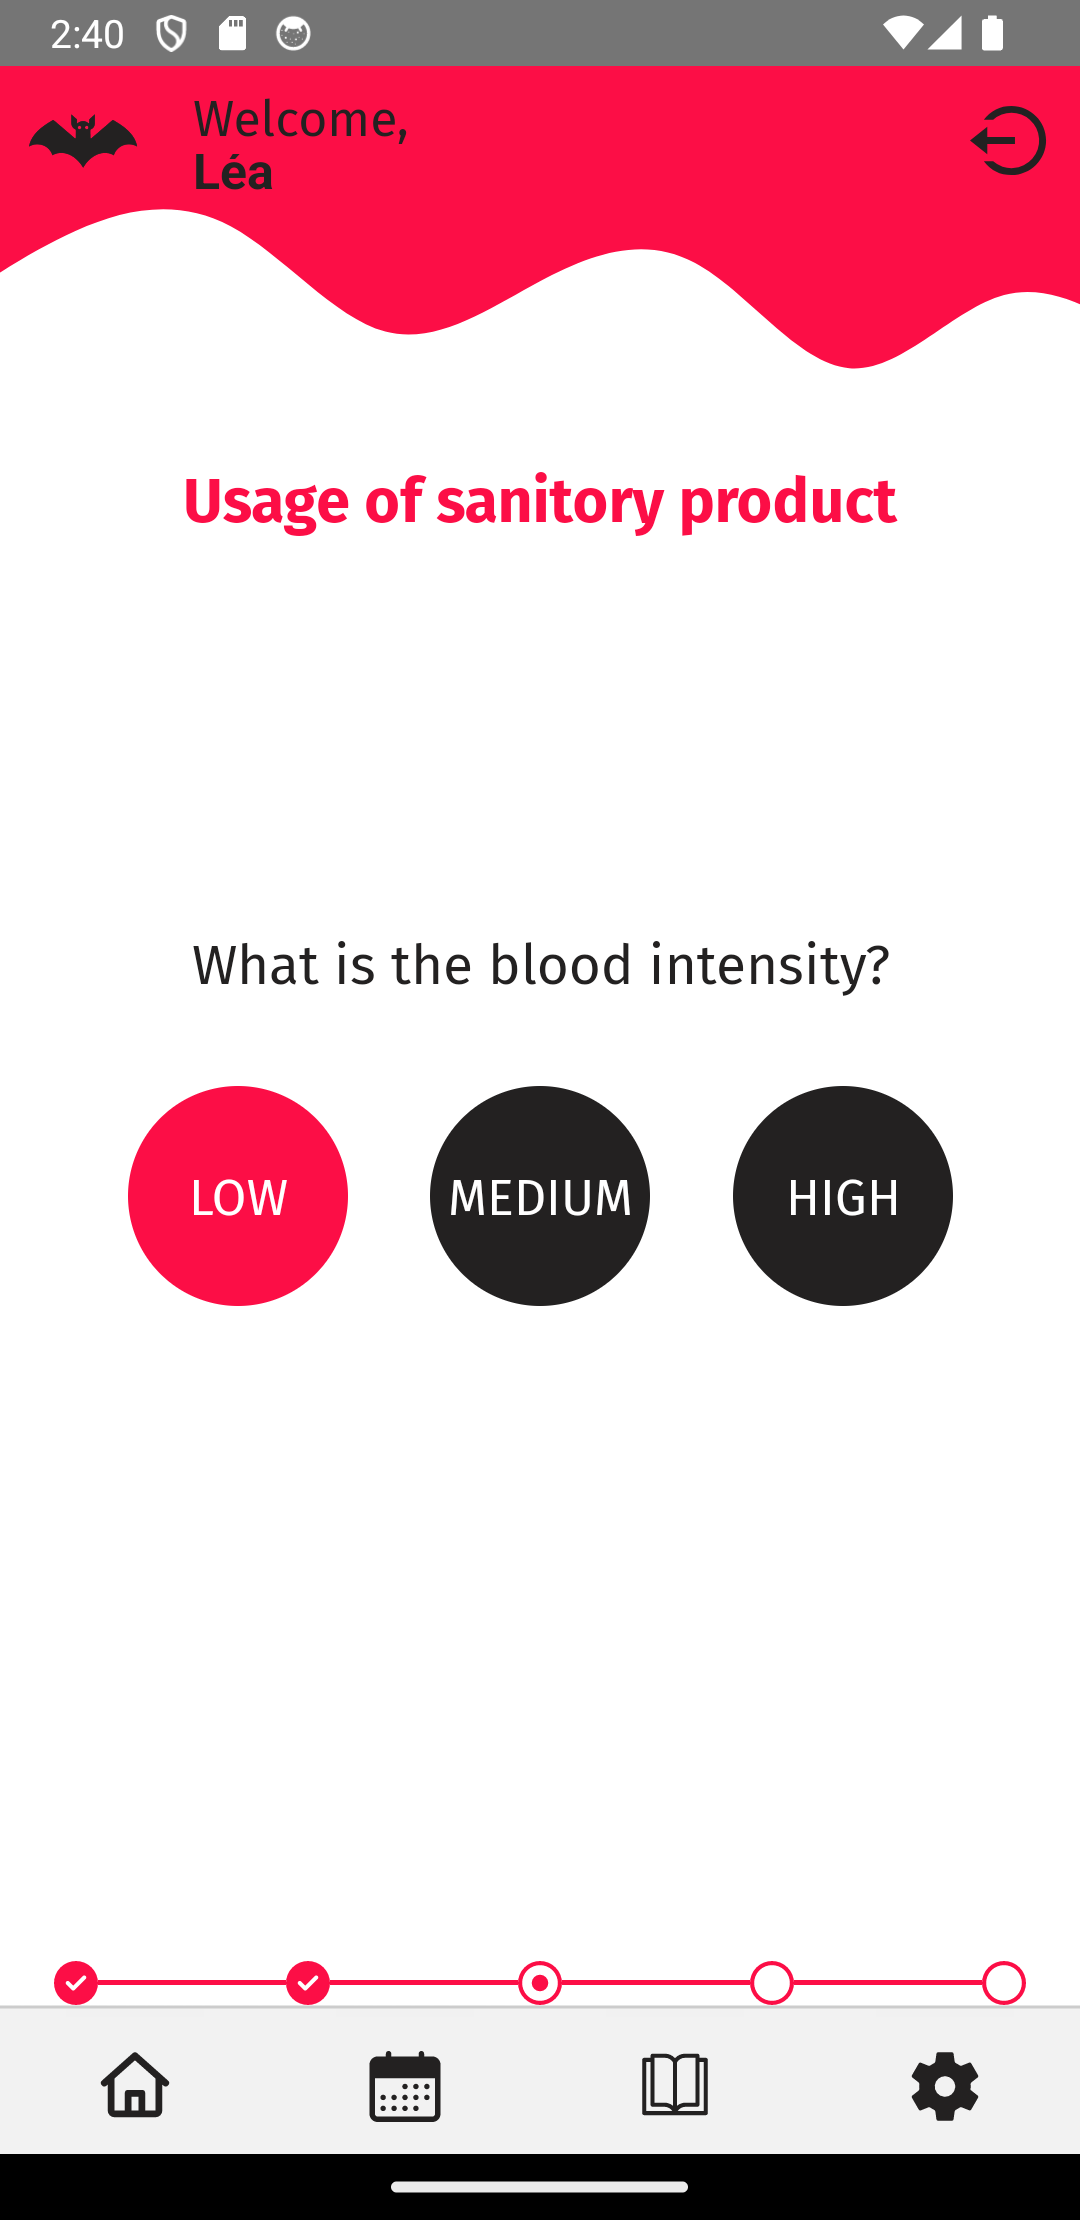 2:40
Welcome,
Léa
Usage of sanitory product
What is the blood intensity?
LOW MEDIUM HIGH